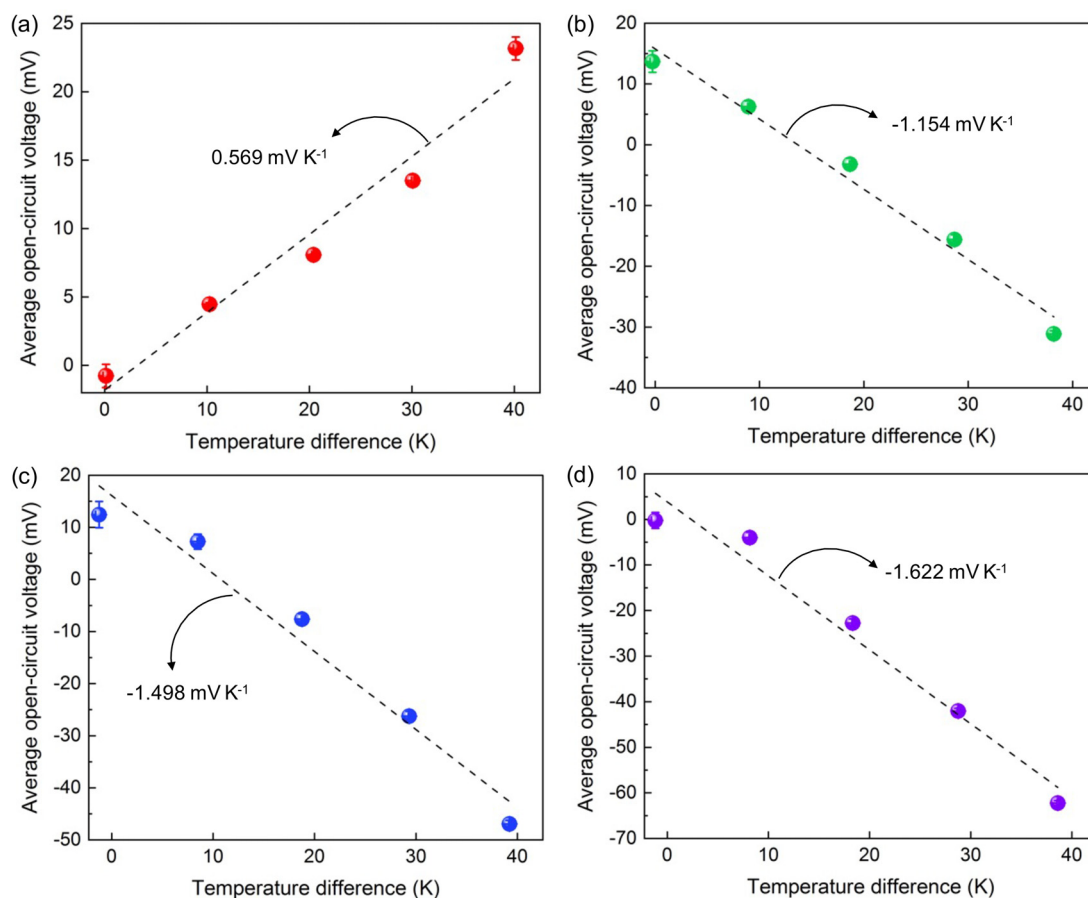 (a)
25
20
15
10
5
0
Average open-circuit voltage (mV)
0.569 mV K⁻¹
0 10 20 30 40
Temperature difference (K)
(b)
20
10
0
-10
-20
-30
-40
Average open-circuit voltage (mV)
-1.154 mV K⁻¹
0 10 20 30 40
Temperature difference (K)
(c)
20
10
0
-10
-20
-30
-40
-50
Average open-circuit voltage (mV)
-1.498 mV K⁻¹
0 10 20 30 40
Temperature difference (K)
(d)
10
0
-10
-20
-30
-40
-50
-60
-70
Average open-circuit voltage (mV)
-1.622 mV K⁻¹
0 10 20 30 40
Temperature difference (K)